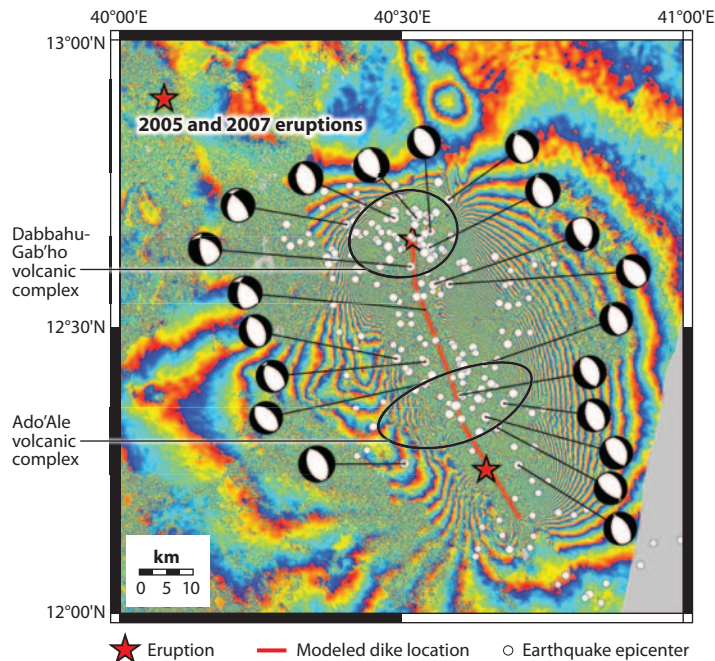 40°00'E
40°30'E
41°00'E
13°00'N
2005 and 2007 eruptions
Dabbahu-
Gab'ho
volcanic
complex
12°30'N
Ado'Ale
volcanic
complex
km
0 5 10
12°00'N
Eruption
Modeled dike location
Earthquake epicenter